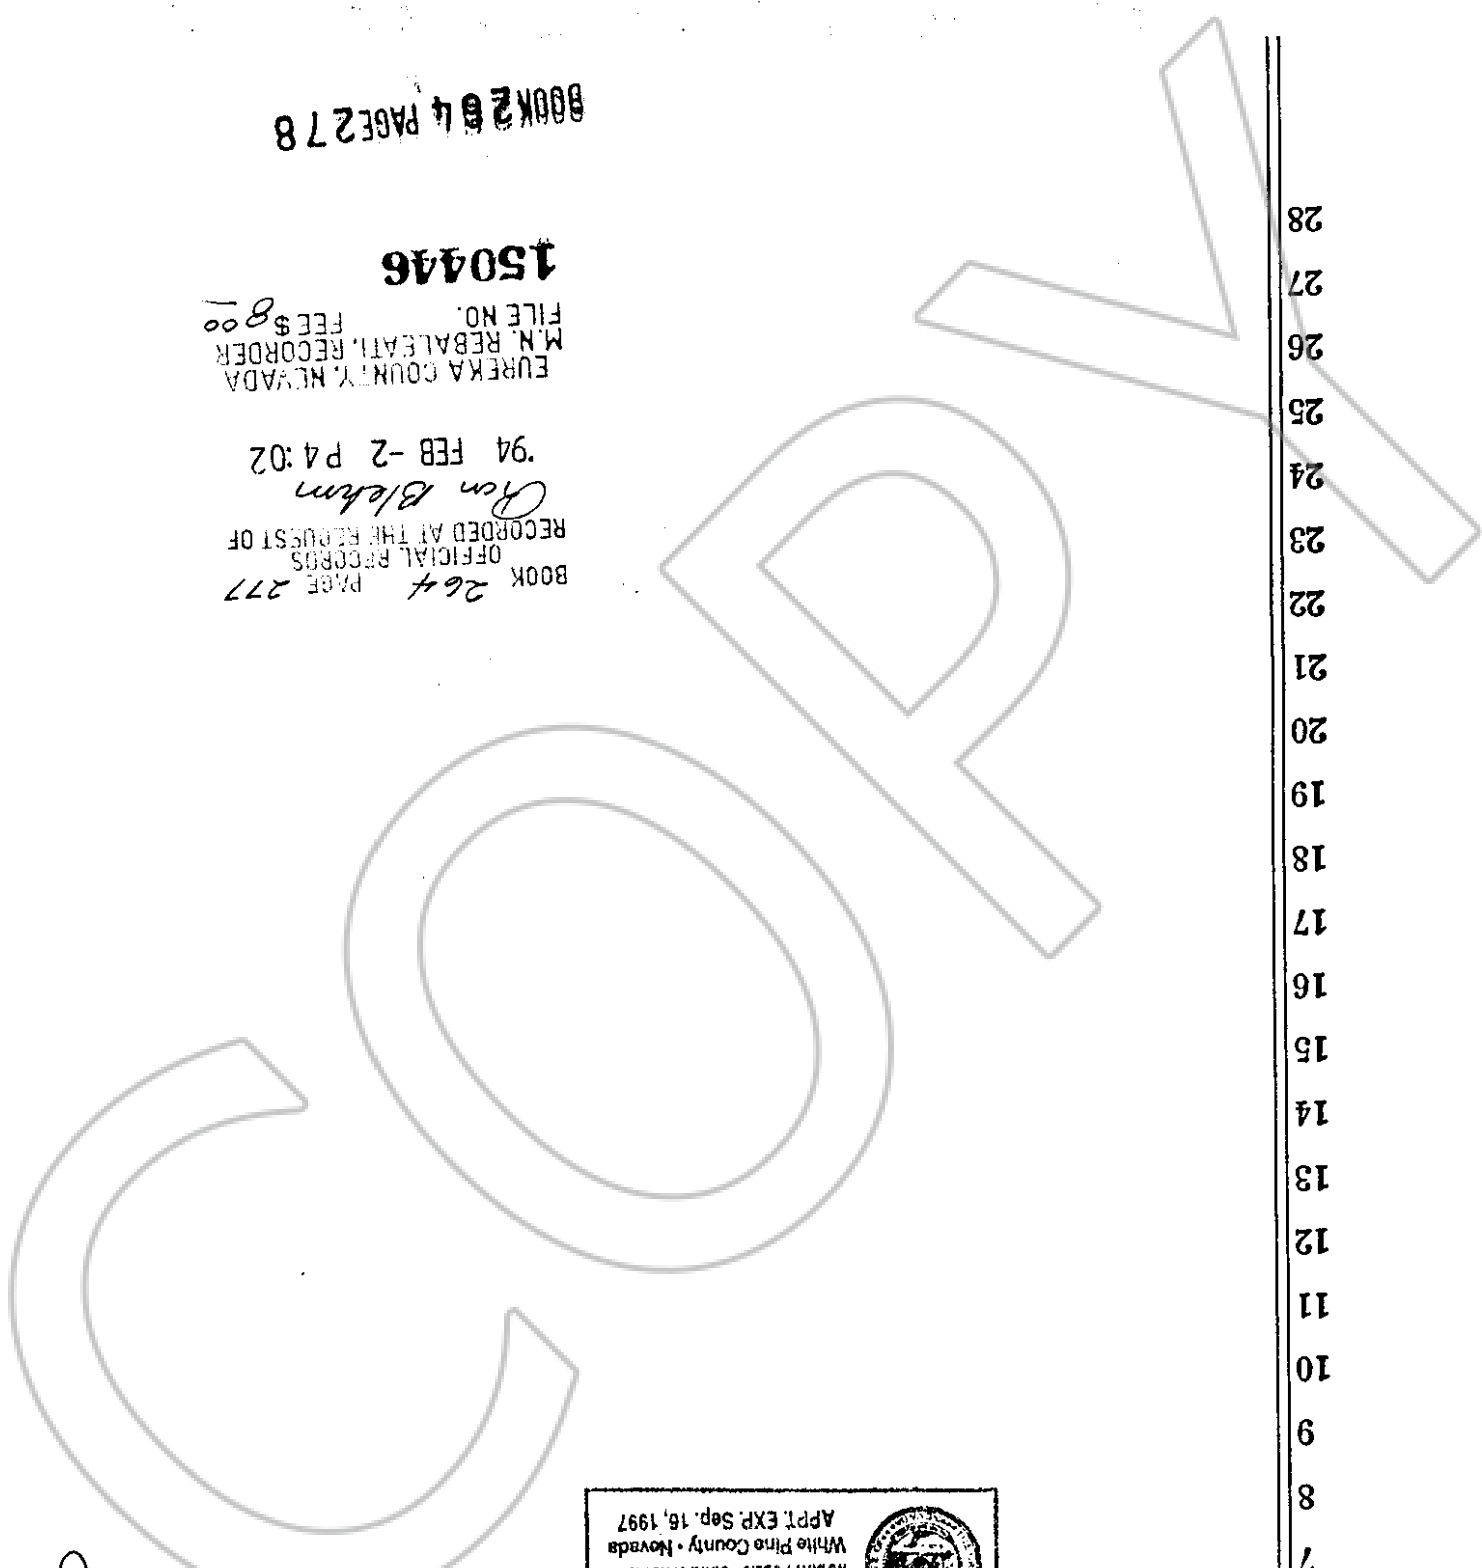 7
8
9
10
11
12
13
14
15
16
17
18
19
20
21
22
23
24
25
26
27
28
White Pine County • Nevada
APPT. EXP. Sep. 16, 1997
BOOK 264 PAGE 277
OFFICIAL RECORDS
RECORDED AT THE REQUEST OF
Ron Blehm
'94 FEB -2 P4:02
EUREKA COUNTY, NEVADA
M.N. REBALEATI, RECORDER
FILE NO. FEE $ 8 00
150446
BOOK 264 PAGE 278
COPY